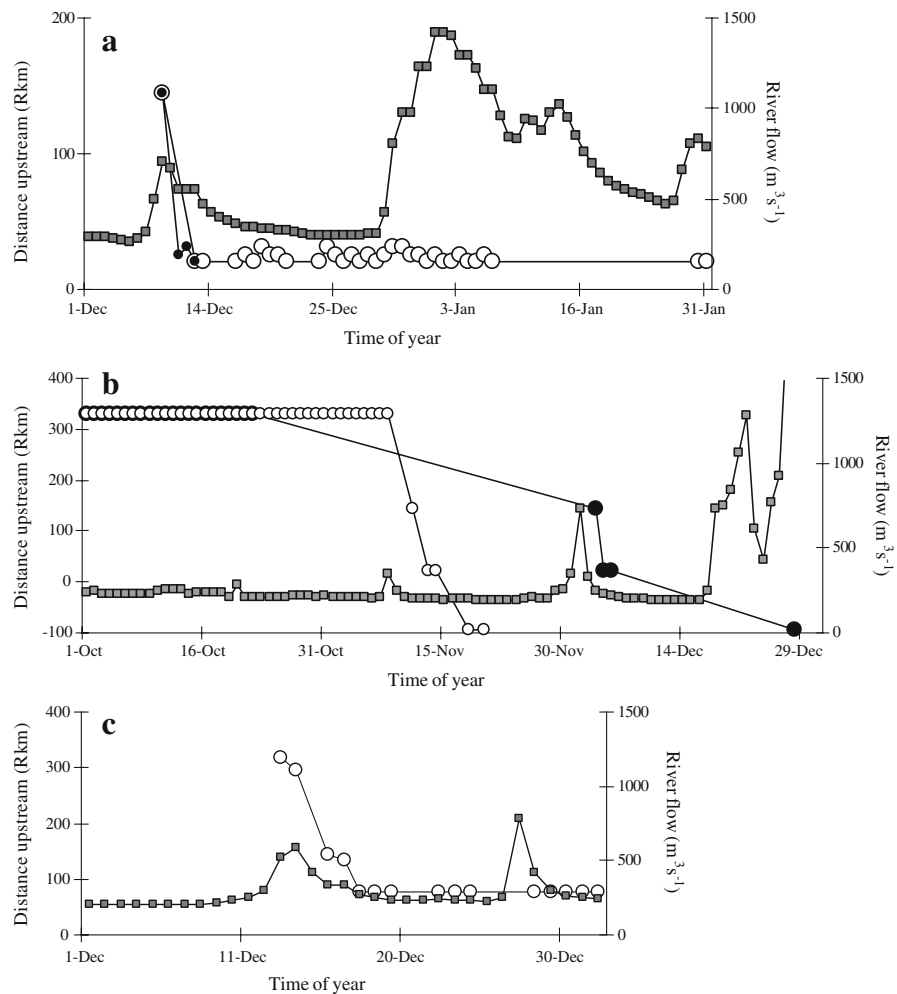 a
200
100
0
Distance upstream (Rkm)
1500
1000
500
0
River flow (m³s⁻¹)
1-Dec
14-Dec
25-Dec
3-Jan
16-Jan
31-Jan
Time of year
b
400
300
200
100
0
-100
Distance upstream (Rkm)
1500
1000
500
0
River flow (m³s⁻¹)
1-Oct
16-Oct
31-Oct
15-Nov
30-Nov
14-Dec
29-Dec
Time of year
c
400
300
200
100
0
Distance upstream (Rkm)
1500
1000
500
0
River flow (m³s⁻¹)
1-Dec
11-Dec
20-Dec
30-Dec
Time of year